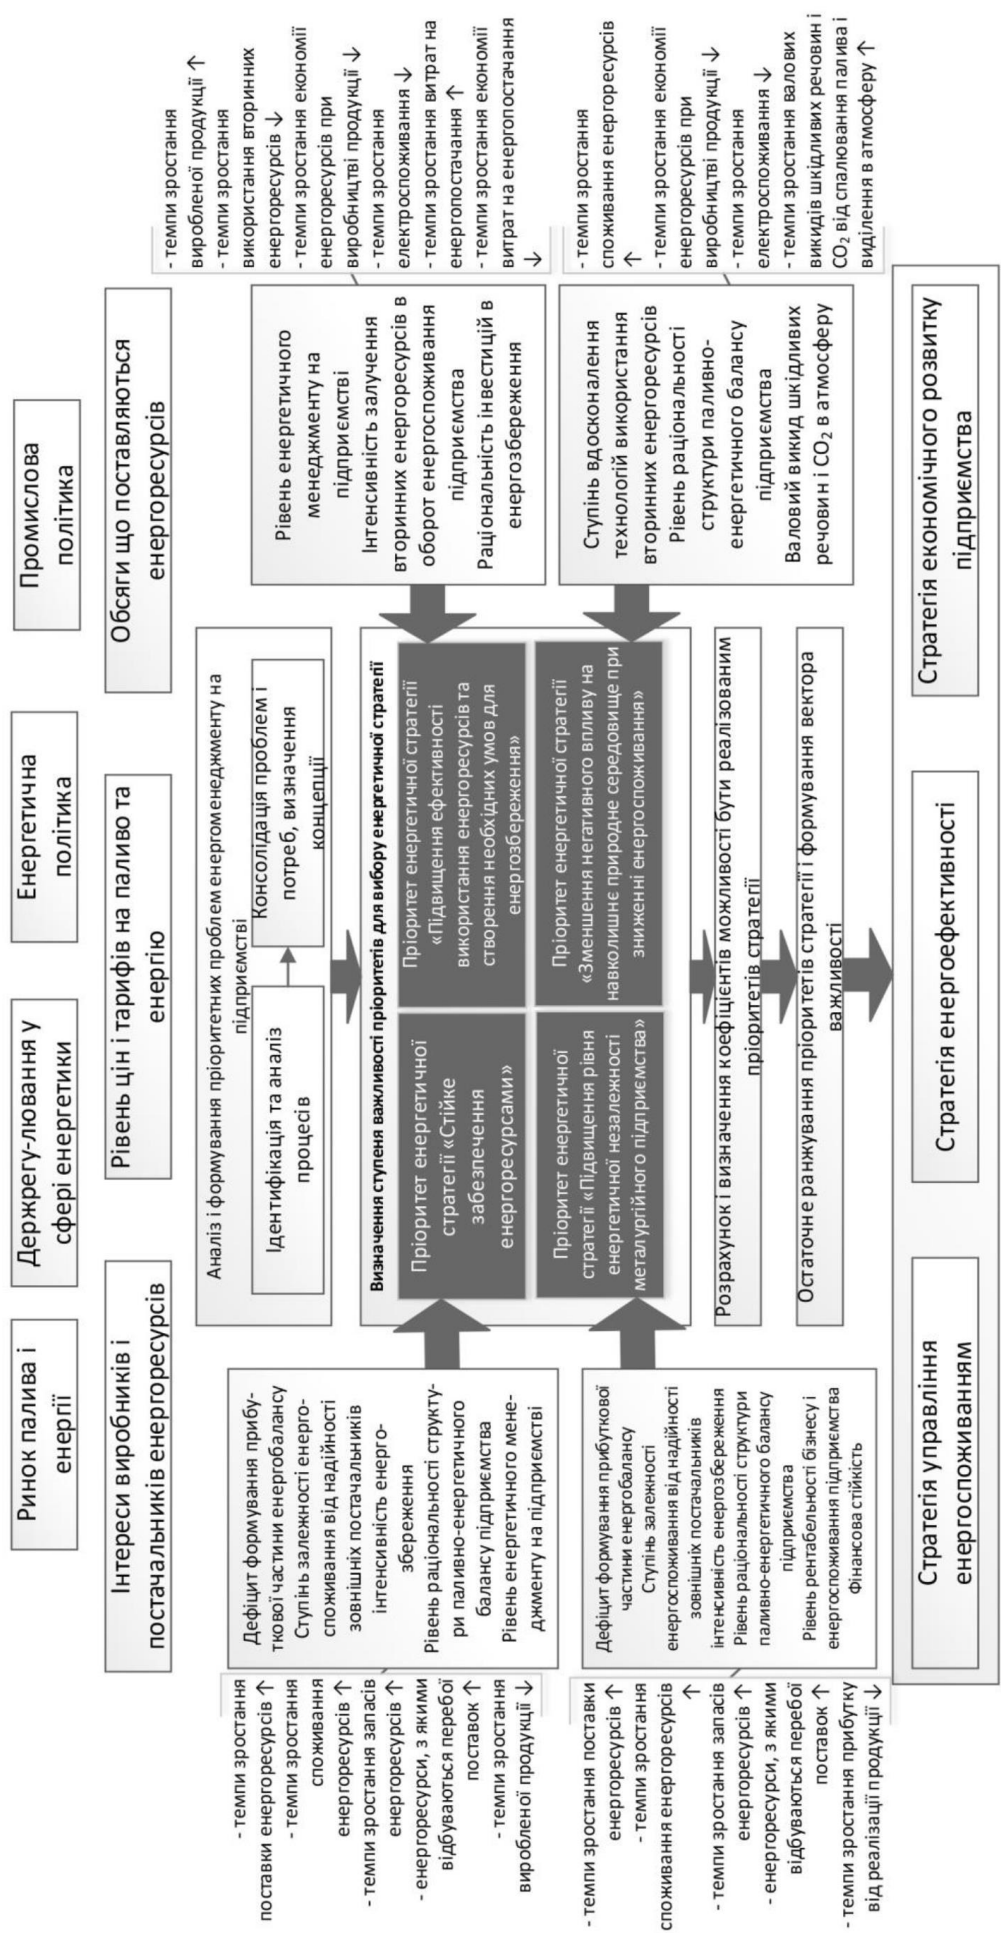 Ринок палива і
енергії
Держрегу-лювання у
сфері енергетики
Енергетична
політика
Промислова
політика
Інтереси виробників і
постачальників енергоресурсів
Рівень цін і тарифів на паливо та
енергію
Обсяги що поставляються
енергоресурсів
- темпи зростання
поставки енергоресурсів ↑
- темпи зростання
споживання
енергоресурсів ↑
- темпи зростання запасів
енергоресурсів ↑
- енергоресурси, з якими
відбуваються перебої
поставок ↑
- темпи зростання
виробленої продукції ↓
Дефіцит формування прибу-
ткової частини енергобалансу
Ступінь залежності енерго-
споживання від надійності
зовнішніх постачальників
інтенсивність енерго-
збереження
Рівень раціональності структу-
ри паливно-енергетичного
балансу підприємства
Рівень енергетичного мене-
джменту на підприємстві
- темпи зростання поставки
енергоресурсів ↑
- темпи зростання
споживання енергоресурсів
↑
- темпи зростання запасів
енергоресурсів ↑
- енергоресурси, з якими
відбуваються перебої
поставок ↑
- темпи зростання прибутку
від реалізації продукції ↓
Дефіцит формування прибуткової
частини енергобалансу
Ступінь залежності
енергоспоживання від надійності
зовнішніх постачальників
інтенсивність енергозбереження
Рівень раціональності структури
паливно-енергетичного балансу
підприємства
Рівень рентабельності бізнесу і
енергоспоживання підприємства
Фінансова стійкість
Аналіз і формування пріоритетних проблем енергоменеджменту на
підприємстві
Ідентифікація та аналіз
процесів
Консолідація проблем і
потреб, визначення
концепції
Визначення ступеня важливості пріоритетів для вибору енергетичної стратегії
Пріоритет енергетичної
стратегії «Стійке
забезпечення
енергоресурсами»
Пріоритет енергетичної стратегії
«Підвищення ефективності
використання енергоресурсів та
створення необхідних умов для
енергозбереження»
Пріоритет енергетичної
стратегії «Підвищення рівня
енергетичної незалежності
металургійного підприємства»
Пріоритет енергетичної стратегії
«Зменшення негативного впливу на
навколишнє природне середовище при
зниженні енергоспоживання»
Розрахунок і визначення коефіцієнтів можливості бути реалізованим
пріоритетів стратегії
Остаточне ранжування пріоритетів стратегії і формування вектора
важливості
Рівень енергетичного
менеджменту на
підприємстві
Інтенсивність залучення
вторинних енергоресурсів в
оборот енергоспоживання
підприємства
Раціональність інвестицій в
енергозбереження
- темпи зростання
виробленої продукції ↑
- темпи зростання
використання вторинних
енергоресурсів ↓
- темпи зростання економії
енергоресурсів при
виробництві продукції ↓
- темпи зростання
електроспоживання ↓
- темпи зростання витрат на
енергопостачання ↑
- темпи зростання економії
витрат на енергопостачання
↓
Ступінь вдосконалення
технологій використання
вторинних енергоресурсів
Рівень раціональності
структури паливно-
енергетичного балансу
підприємства
Валовий викид шкідливих
речовин і CO₂ в атмосферу
- темпи зростання
споживання енергоресурсів
↑
- темпи зростання економії
енергоресурсів при
виробництві продукції ↓
- темпи зростання
електроспоживання ↓
- темпи зростання валових
викидів шкідливих речовин і
CO₂ від спалювання палива і
виділення в атмосферу ↑
Стратегія управління
енергоспоживанням
Стратегія енергоефективності
Стратегія економічного розвитку
підприємства